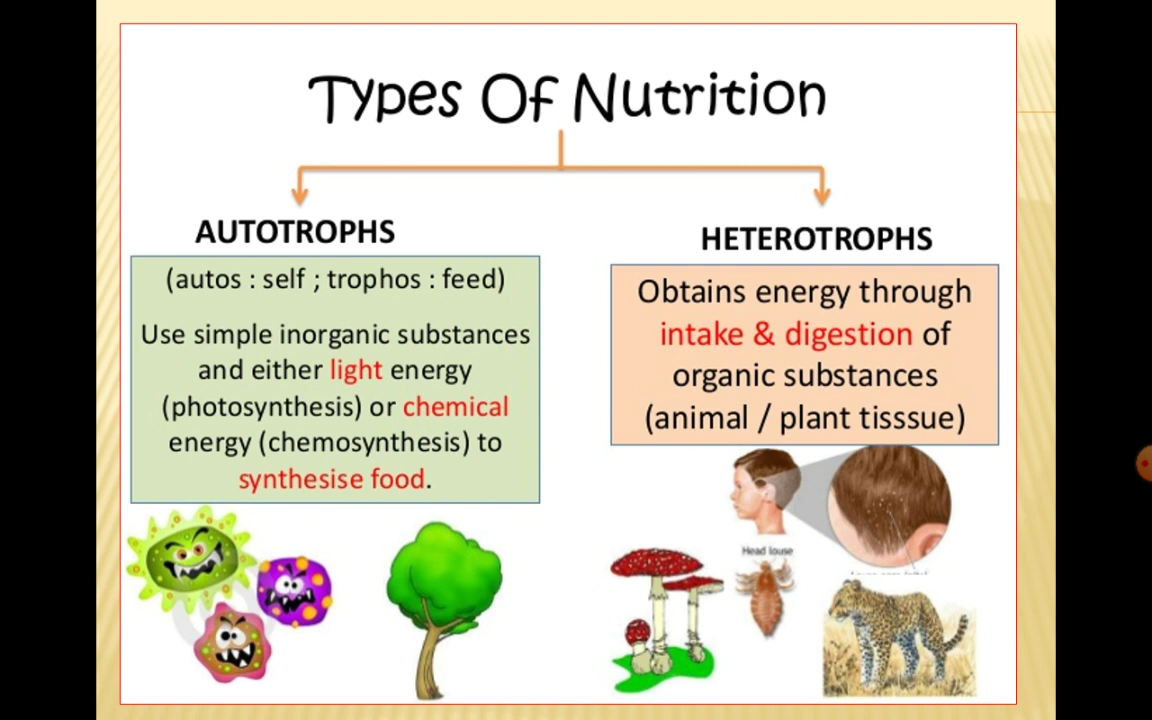 Types Of Nutrition
AUTOTROPHS
(autos : self ; trophos : feed)
Use simple inorganic substances
and either light energy
(photosynthesis) or chemical
energy (chemosynthesis) to
synthesise food.
HETEROTROPHS
Obtains energy through
intake & digestion of
organic substances
(animal / plant tisssue)
Head louse